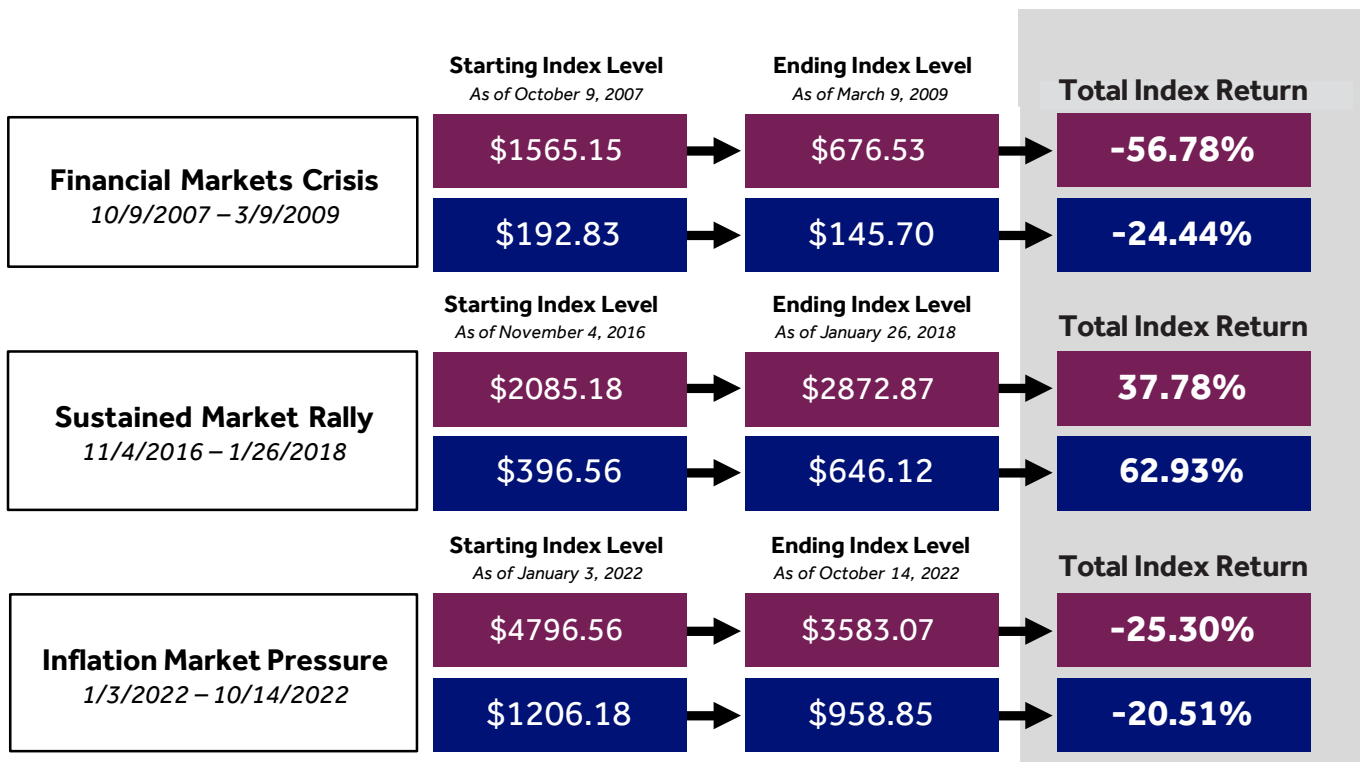 Starting Index Level
As of October 9, 2007
Ending Index Level
As of March 9, 2009
Total Index Return
Financial Markets Crisis
10/9/2007 – 3/9/2009
$1565.15
$676.53
-56.78%
$192.83
$145.70
-24.44%
Starting Index Level
As of November 4, 2016
Ending Index Level
As of January 26, 2018
Total Index Return
Sustained Market Rally
11/4/2016 – 1/26/2018
$2085.18
$2872.87
37.78%
$396.56
$646.12
62.93%
Starting Index Level
As of January 3, 2022
Ending Index Level
As of October 14, 2022
Total Index Return
Inflation Market Pressure
1/3/2022 – 10/14/2022
$4796.56
$3583.07
-25.30%
$1206.18
$958.85
-20.51%